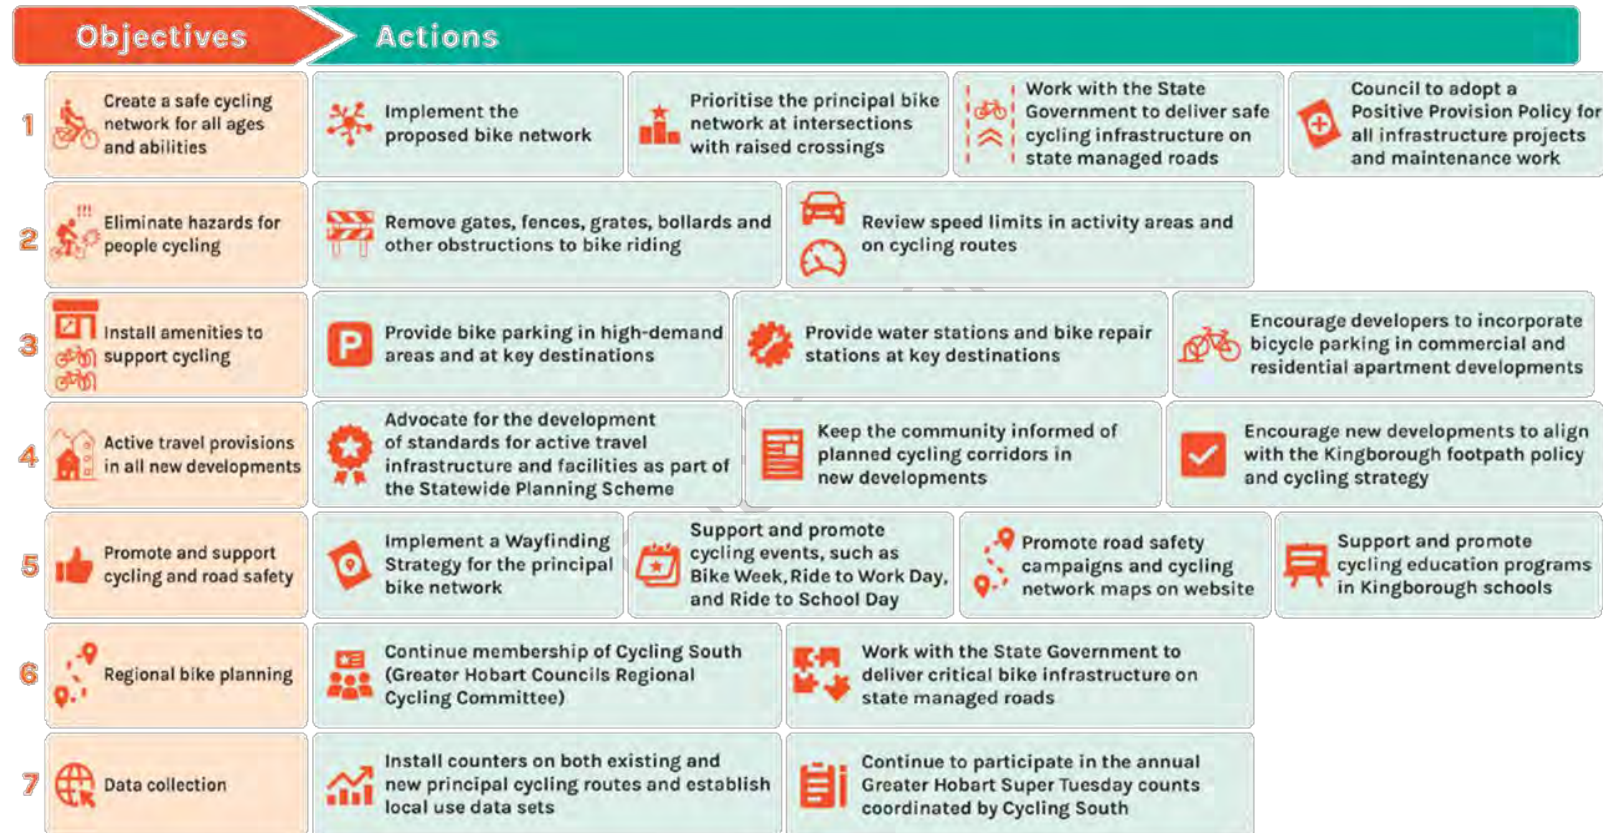 Objectives
Actions
1
Create a safe cycling
network for all ages
and abilities
Implement the
proposed bike network
Prioritise the principal bike
network at intersections
with raised crossings
Work with the State
Government to deliver safe
cycling infrastructure on
state managed roads
Council to adopt a
Positive Provision Policy for
all infrastructure projects
and maintenance work
2
Eliminate hazards for
people cycling
Remove gates, fences, grates, bollards and
other obstructions to bike riding
Review speed limits in activity areas and
on cycling routes
3
Install amenities to
support cycling
P
Provide bike parking in high-demand
areas and at key destinations
Provide water stations and bike repair
stations at key destinations
Encourage developers to incorporate
bicycle parking in commercial and
residential apartment developments
4
Active travel provisions
in all new developments
Advocate for the development
of standards for active travel
infrastructure and facilities as part of
the Statewide Planning Scheme
Keep the community informed of
planned cycling corridors in
new developments
Encourage new developments to align
with the Kingborough footpath policy
and cycling strategy
5
Promote and support
cycling and road safety
Implement a Wayfinding
Strategy for the principal
bike network
Support and promote
cycling events, such as
Bike Week, Ride to Work Day,
and Ride to School Day
Promote road safety
campaigns and cycling
network maps on website
Support and promote
cycling education programs
in Kingborough schools
6
Regional bike planning
Continue membership of Cycling South
(Greater Hobart Councils Regional
Cycling Committee)
Work with the State Government to
deliver critical bike infrastructure on
state managed roads
7
Data collection
Install counters on both existing and
new principal cycling routes and establish
local use data sets
Continue to participate in the annual
Greater Hobart Super Tuesday counts
coordinated by Cycling South